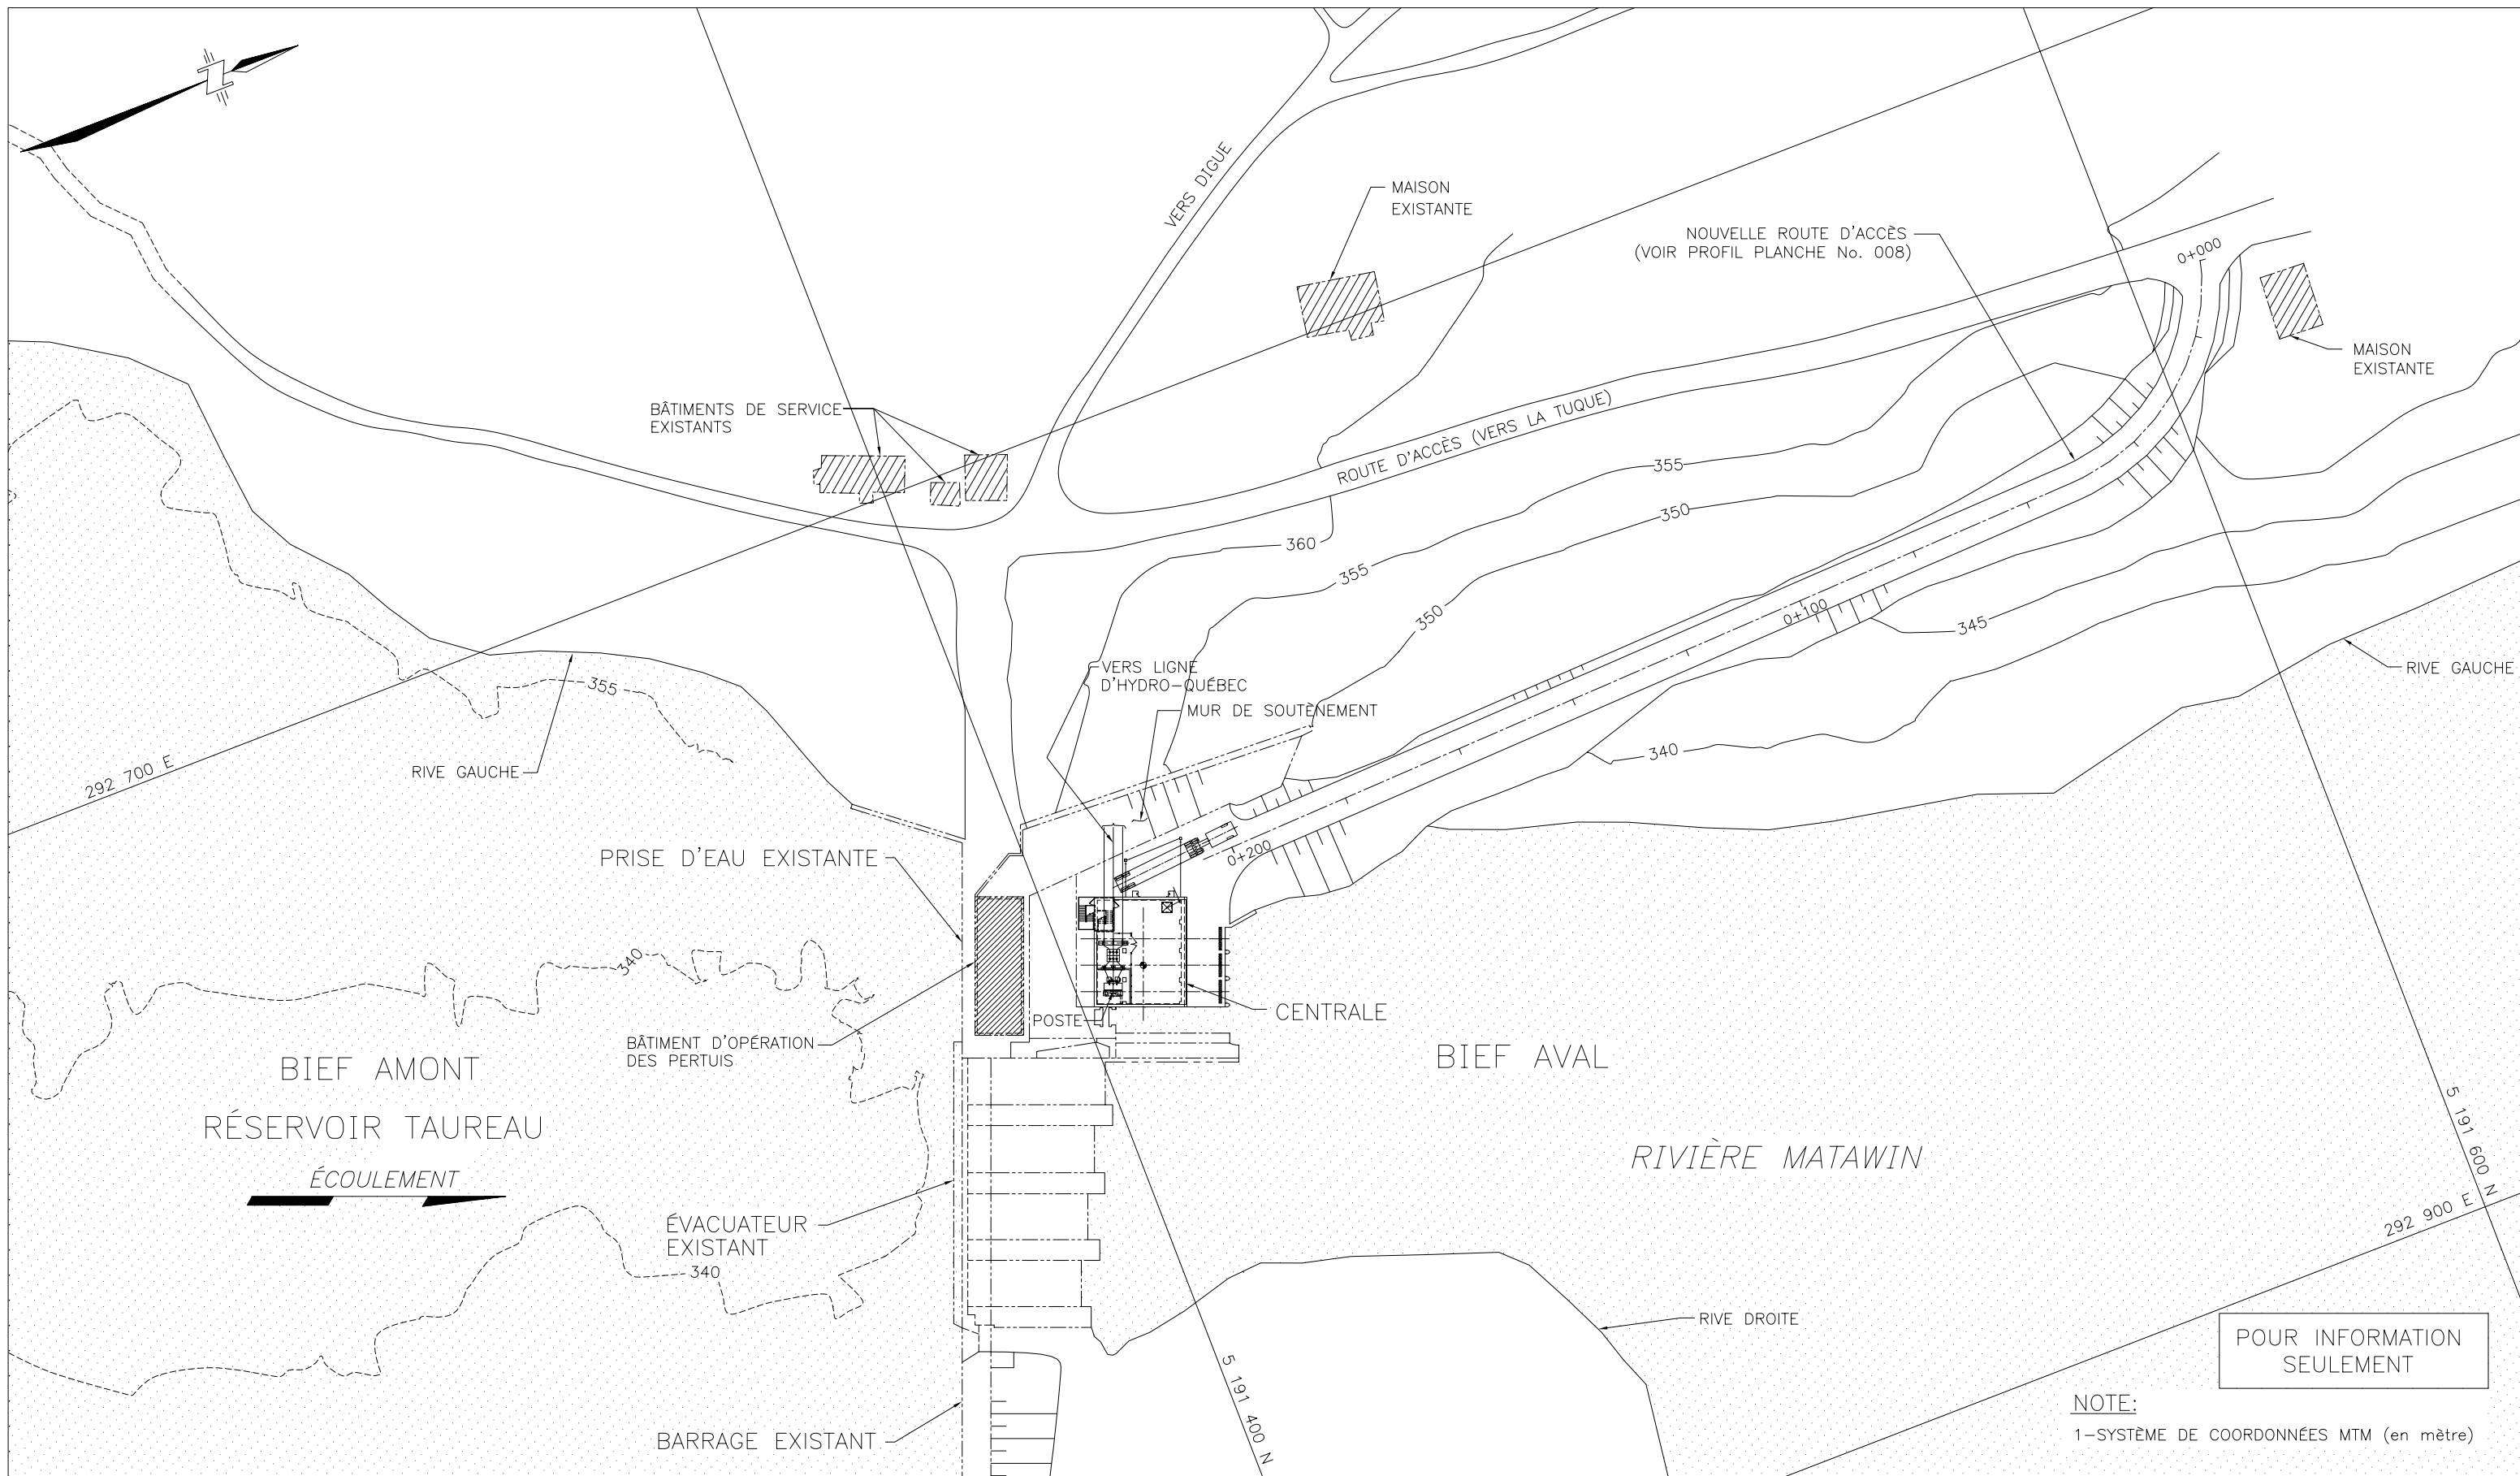 N
VERS DIGUE
MAISON
EXISTANTE
NOUVELLE ROUTE D'ACCÈS
(VOIR PROFIL PLANCHE No. 008)
0+000
MAISON
EXISTANTE
BÂTIMENTS DE SERVICE
EXISTANTS
ROUTE D'ACCÈS (VERS LA TUQUE)
355
350
360
355
350
0+100
345
RIVE GAUCHE
VERS LIGNE
D'HYDRO-QUÉBEC
355
MUR DE SOUTÈNEMENT
340
292 700 E
RIVE GAUCHE
0+200
PRISE D'EAU EXISTANTE
340
CENTRALE
POSTE
BÂTIMENT D'OPÉRATION
DES PERTUIS
BIEF AMONT
BIEF AVAL
RÉSERVOIR TAUREAU
RIVIÈRE MATAWIN
5 191 600 N
ÉCOULEMENT
292 900 E
ÉVACUATEUR
EXISTANT
340
RIVE DROITE
POUR INFORMATION
SEULEMENT
5 191 400 N
NOTE:
BARRAGE EXISTANT
1-SYSTÈME DE COORDONNÉES MTM (en mètre)